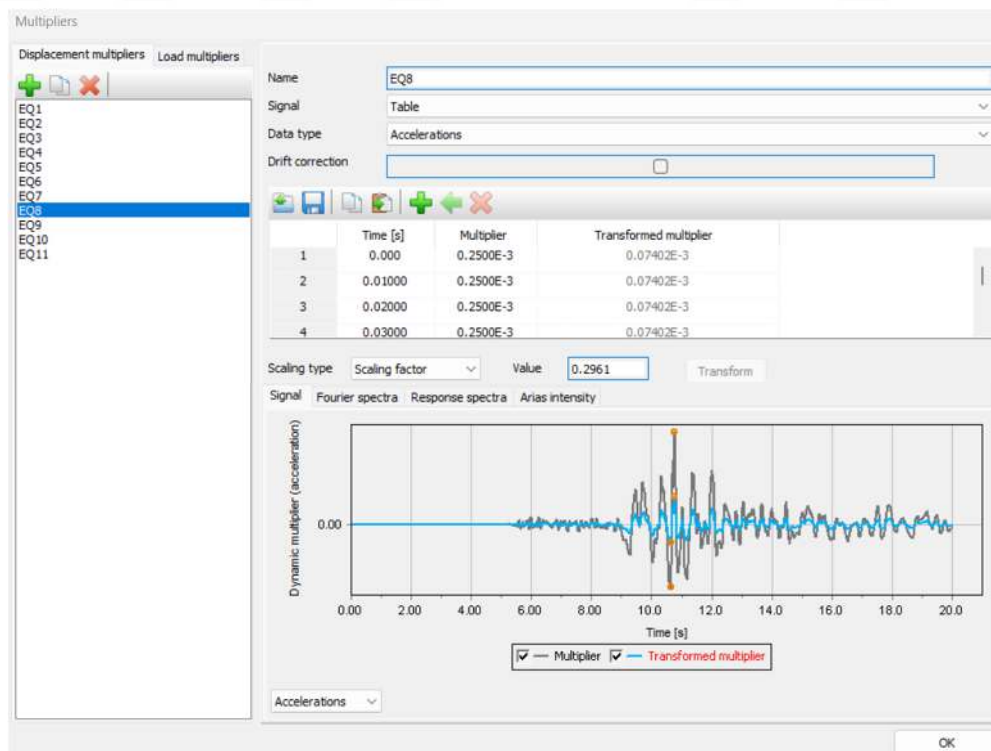 Multipliers
Displacement multipliers Load multipliers
EQ1
EQ2
EQ3
EQ4
EQ5
EQ6
EQ7
EQ8
EQ9
EQ10
EQ11
Name EQ8
Signal Table
Data type Accelerations
Drift correction
Time [s] Multiplier Transformed multiplier
1 0.000 0.2500E-3 0.07402E-3
2 0.01000 0.2500E-3 0.07402E-3
3 0.02000 0.2500E-3 0.07402E-3
4 0.03000 0.2500E-3 0.07402E-3
Scaling type Scaling factor Value 0.2961 Transform
Signal Fourier spectra Response spectra Arias intensity
Dynamic multiplier (acceleration)
0.00
0.00 2.00 4.00 6.00 8.00 10.0 12.0 14.0 16.0 18.0 20.0
Time [s]
Multiplier Transformed multiplier
Accelerations
OK